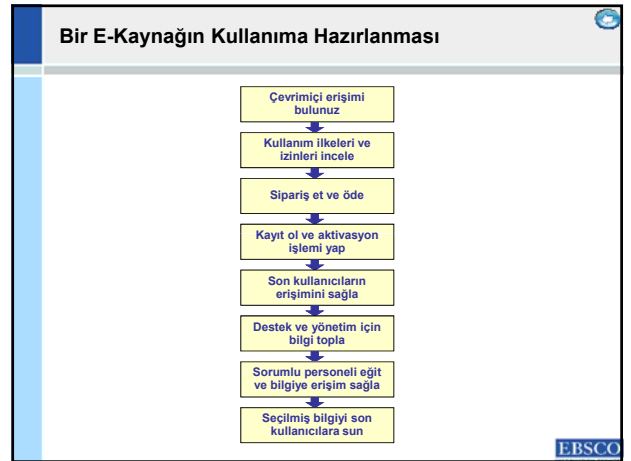 Bir E-Kaynağın Kullanıma Hazırlanması
Çevrimiçi erişimi
bulunuz
Kullanım ilkeleri ve
izinleri incele
Sipariş et ve öde
Kayıt ol ve aktivasyon
işlemi yap
Son kullanıcıların
erişimini sağla
Destek ve yönetim için
bilgi topla
Sorumlu personeli eğit
ve bilgiye erişim sağla
Seçilmiş bilgiyi son
kullanıcılara sun
EBSCO